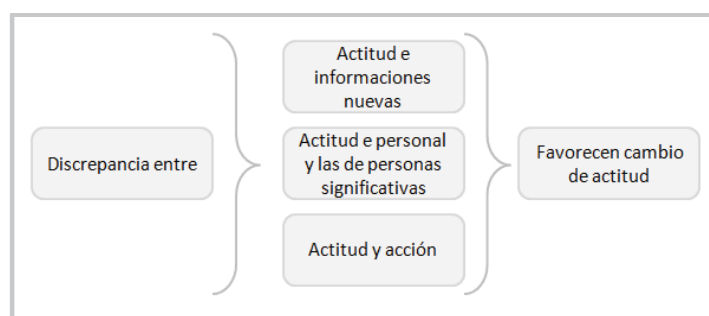 Discrepancia entre
Actitud e
informaciones
nuevas
Actitud e personal
y las de personas
significativas
Actitud y acción
Favorecen cambio
de actitud